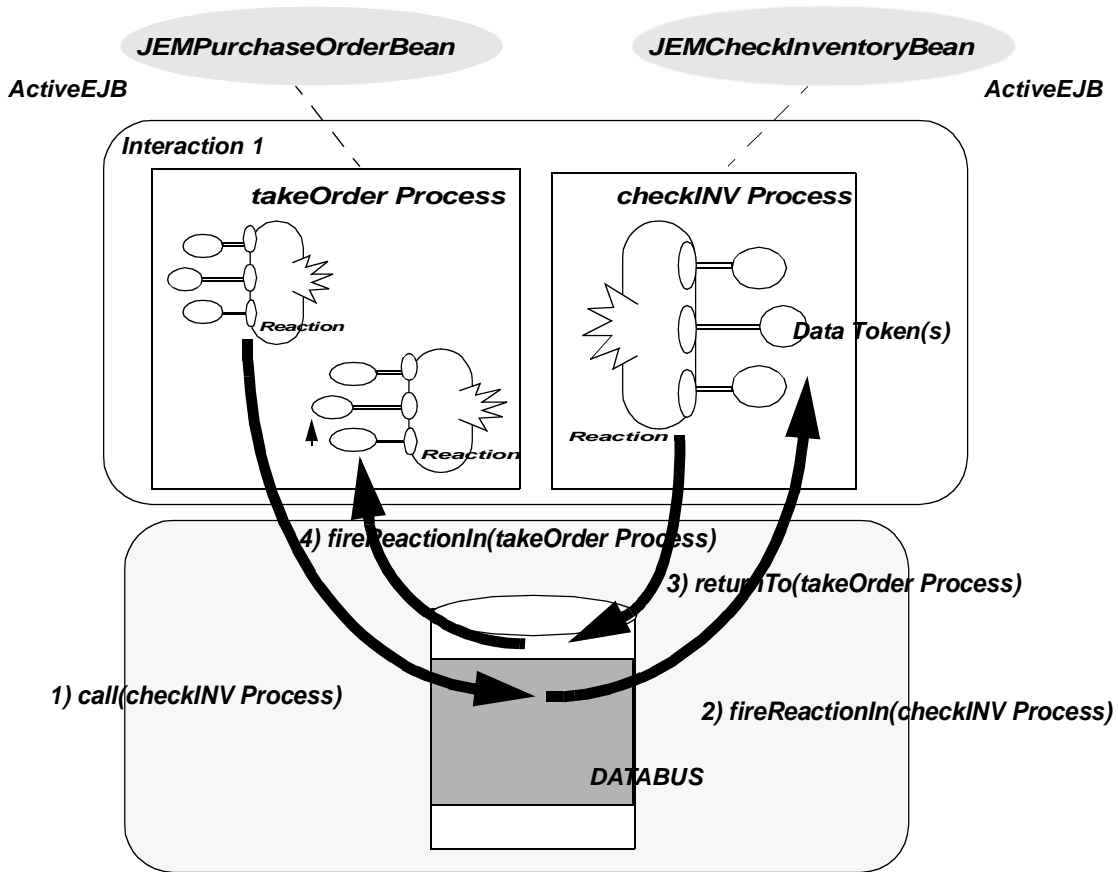 JEMPurchaseOrderBean
JEMCheckInventoryBean
ActiveEJB
ActiveEJB
Interaction 1
takeOrder Process
checkINV Process
Reaction
Data Token(s)
Reaction
Reaction
4) fireReactionIn(takeOrder Process)
3) returnTo(takeOrder Process)
1) call(checkINV Process)
2) fireReactionIn(checkINV Process)
DATABUS